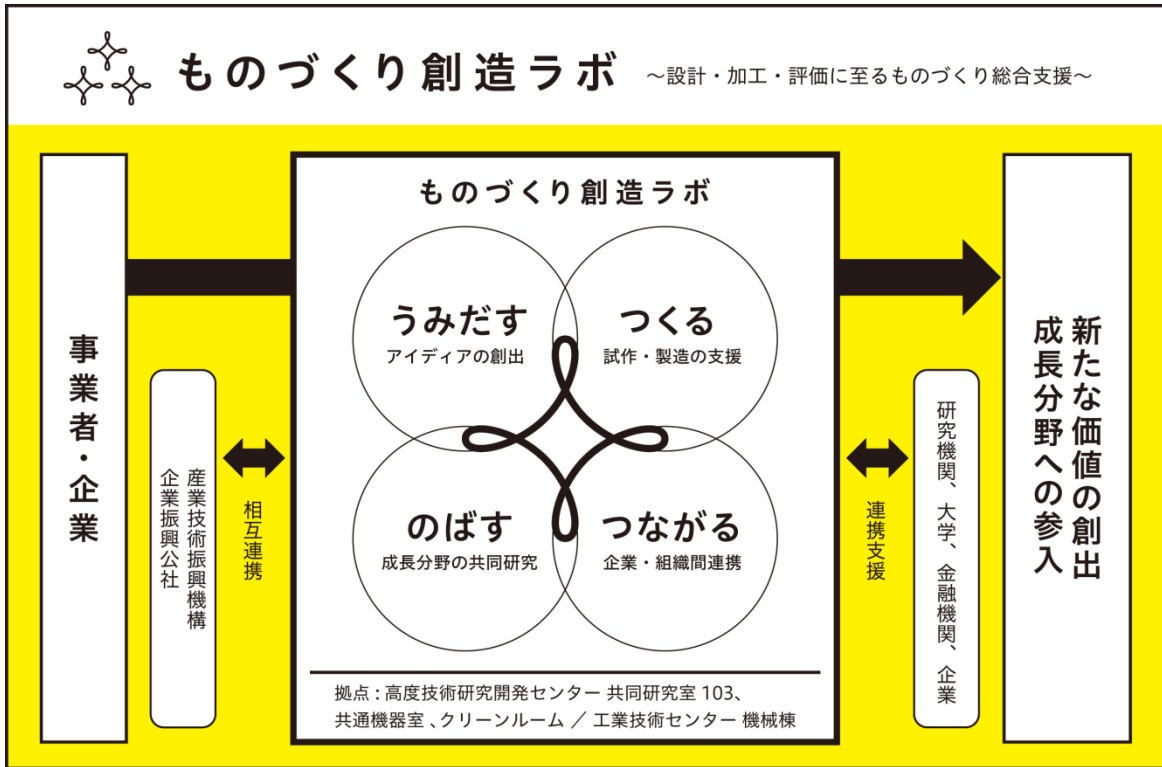 ものづくり創造ラボ ～設計・加工・評価に至るものづくり総合支援～
事業者・企業
産業技術振興機構
企業振興公社
相互連携
ものづくり創造ラボ
うみだす
アイディアの創出
つくる
試作・製造の支援
のばす
成長分野の共同研究
つながる
企業・組織間連携
拠点：高度技術研究開発センター 共同研究室 103、
共通機器室、クリーンルーム ／ 工業技術センター 機械棟
連携支援
研究機関、大学、金融機関、企業
新たな価値の創出
成長分野への参入